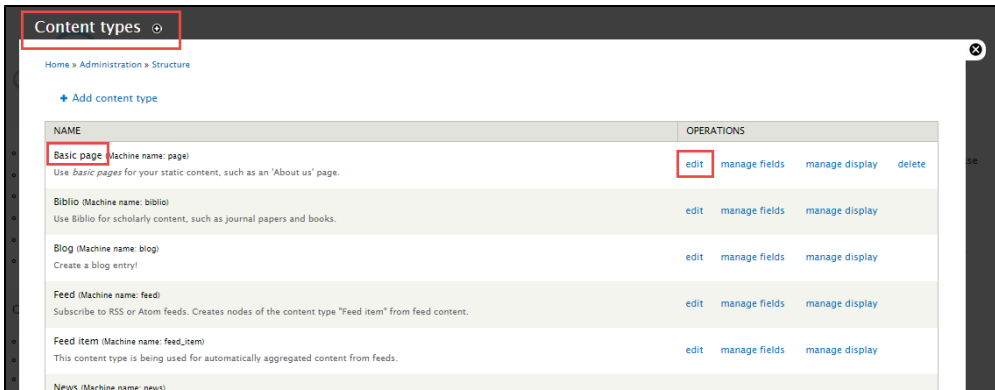 Content types
Home » Administration » Structure
+ Add content type
NAME OPERATIONS
Basic page (Machine name: page)
Use basic pages for your static content, such as an 'About us' page.
edit manage fields manage display delete
Biblio (Machine name: biblio)
Use Biblio for scholarly content, such as journal papers and books.
edit manage fields manage display
Blog (Machine name: blog)
Create a blog entry!
edit manage fields manage display
Feed (Machine name: feed)
Subscribe to RSS or Atom feeds. Creates nodes of the content type "Feed item" from feed content.
edit manage fields manage display
Feed item (Machine name: feed_item)
This content type is being used for automatically aggregated content from feeds.
edit manage fields manage display
News (Machine name: news)